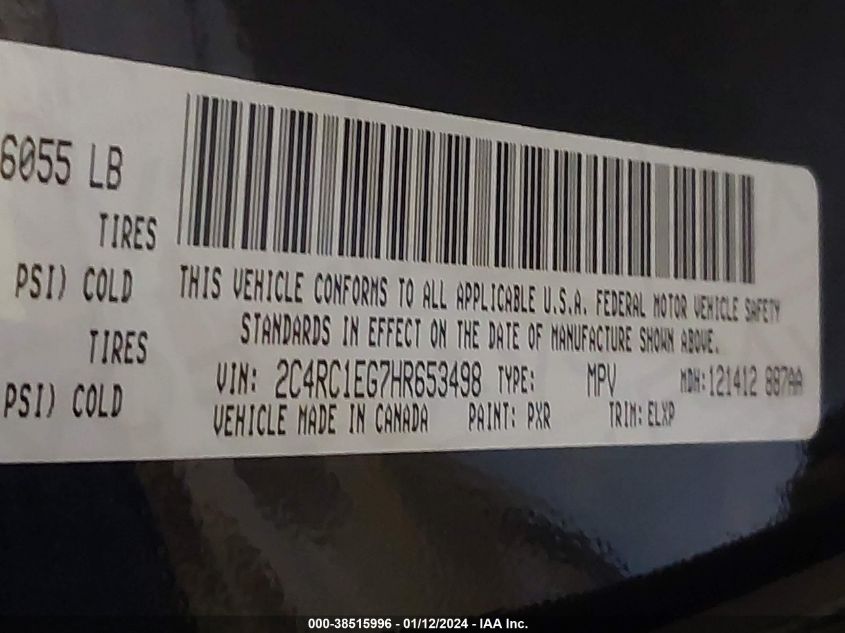 6055 LB
TIRES
PSI) COLD
TIRES
PSI) COLD
THIS VEHICLE CONFORMS TO ALL APPLICABLE U.S.A. FEDERAL MOTOR VEHICLE SAFETY
STANDARDS IN EFFECT ON THE DATE OF MANUFACTURE SHOWN ABOVE.
VIN: 2C4RC1EG7HR653498 TYPE: MPV MDH: 121412 887AA
VEHICLE MADE IN CANADA PAINT: PXR TRIM: ELXP
000-38515996 - 01/12/2024 - IAA Inc.